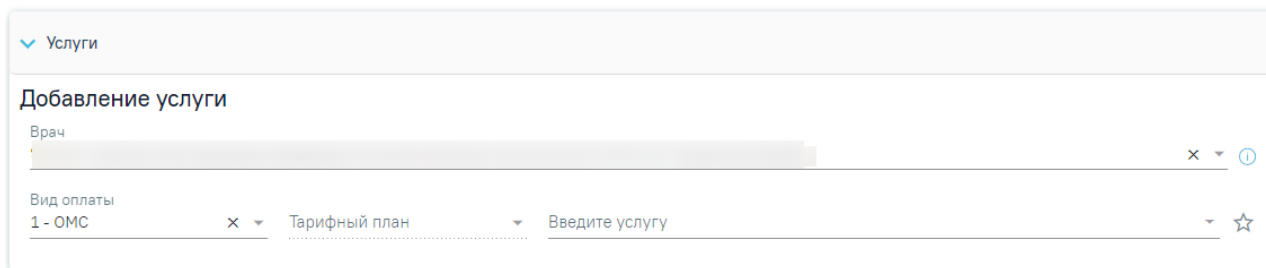 Услуги
Добавление услуги
Врач
Вид оплаты
1 - ОМС Тарифный план Введите услугу